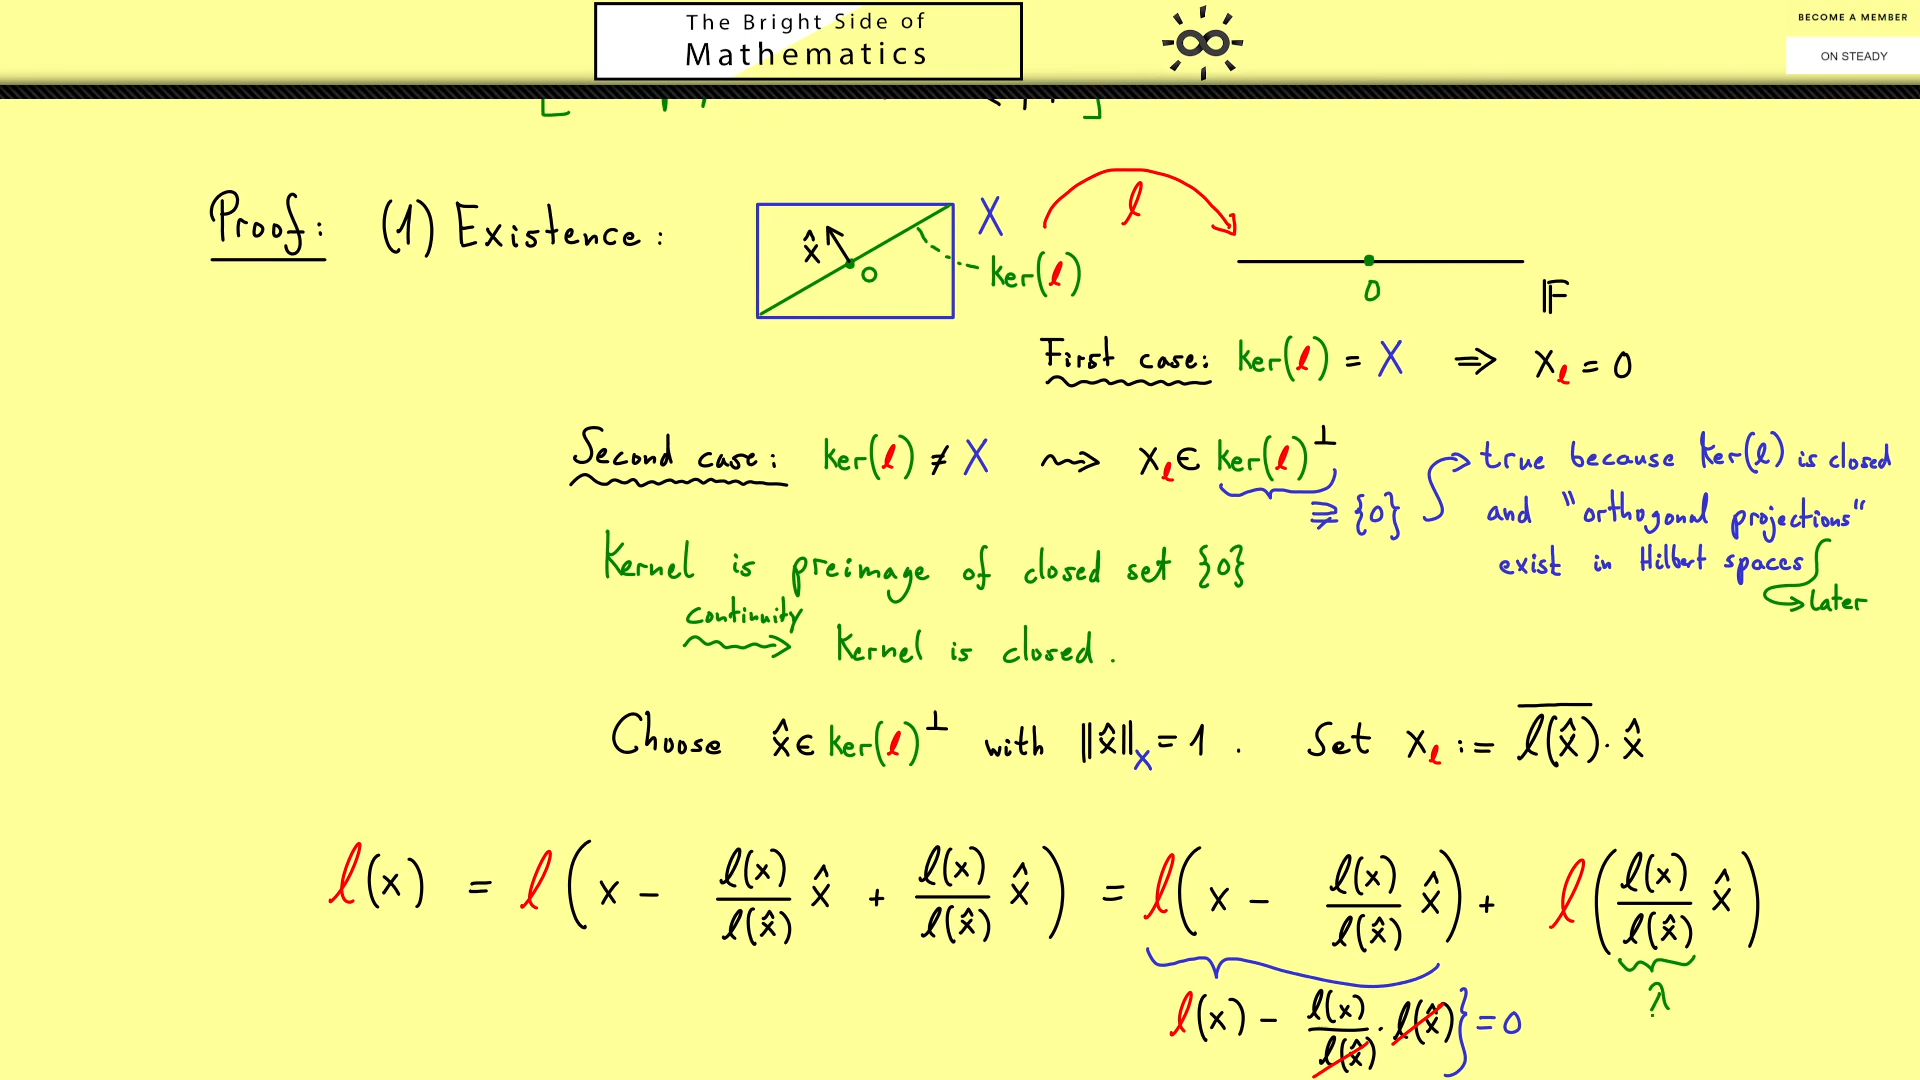 The Bright Side of
Mathematics
BECOME A MEMBER
ON STEADY
Proof: (1) Existence:
x̂ 0 X ker(ℓ) ℓ 0 𝔽
First case: ker(ℓ) = X ⇒ x_ℓ = 0
Second case: ker(ℓ) ≠ X ⇝ x_ℓ ∈ ker(ℓ)^⊥ ⊋ {0}
true because ker(ℓ) is closed
and "orthogonal projections"
exist in Hilbert spaces
later
Kernel is preimage of closed set {0}
continuity
⇝ kernel is closed.
Choose x̂ ∈ ker(ℓ)^⊥ with ‖x̂‖_X = 1 . Set x_ℓ := \overline{ℓ(x̂)} · x̂
ℓ(x) = ℓ(x − ℓ(x)/ℓ(x̂) x̂ + ℓ(x)/ℓ(x̂) x̂) = ℓ(x − ℓ(x)/ℓ(x̂) x̂) + ℓ(ℓ(x)/ℓ(x̂) x̂)
λ
ℓ(x) − ℓ(x)/ℓ(x̂) · ℓ(x̂) } = 0